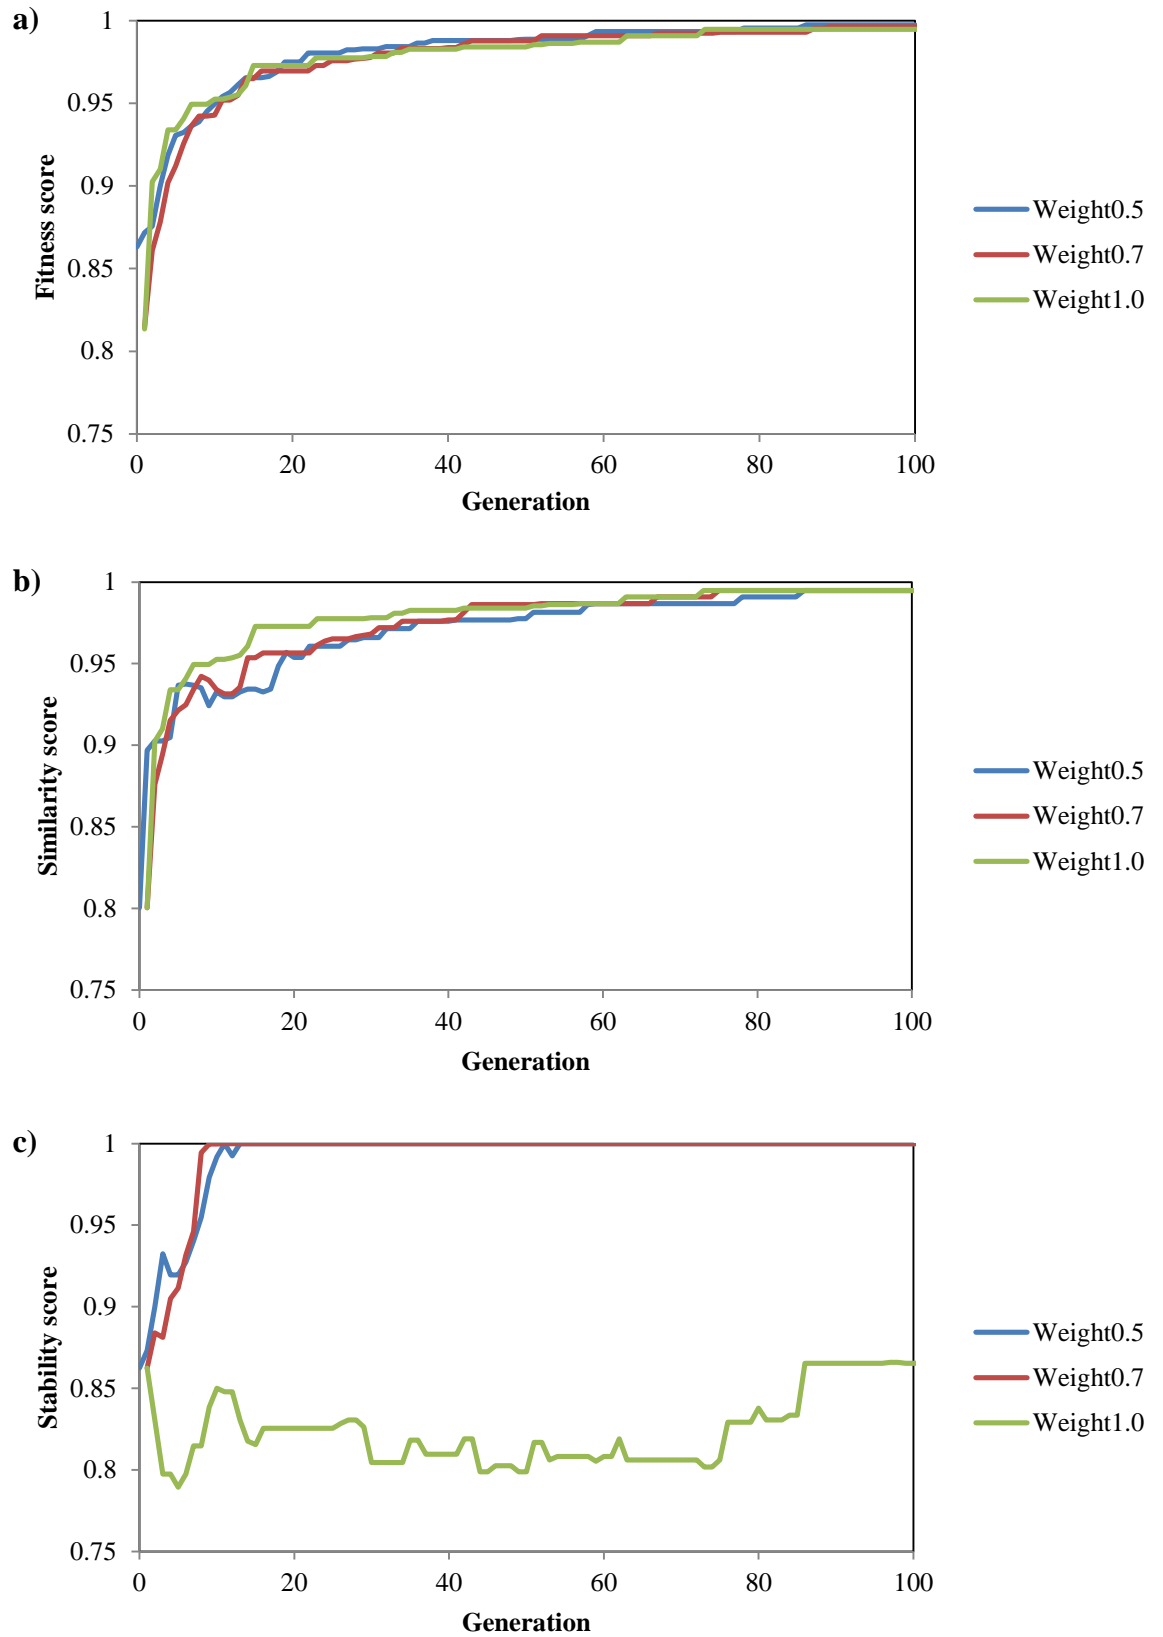 a)
1
0.95
0.9
0.85
0.8
0.75
Fitness score
0 20 40 60 80 100
Generation
Weight0.5
Weight0.7
Weight1.0
b)
1
0.95
0.9
0.85
0.8
0.75
Similarity score
0 20 40 60 80 100
Generation
Weight0.5
Weight0.7
Weight1.0
c)
1
0.95
0.9
0.85
0.8
0.75
Stability score
0 20 40 60 80 100
Generation
Weight0.5
Weight0.7
Weight1.0